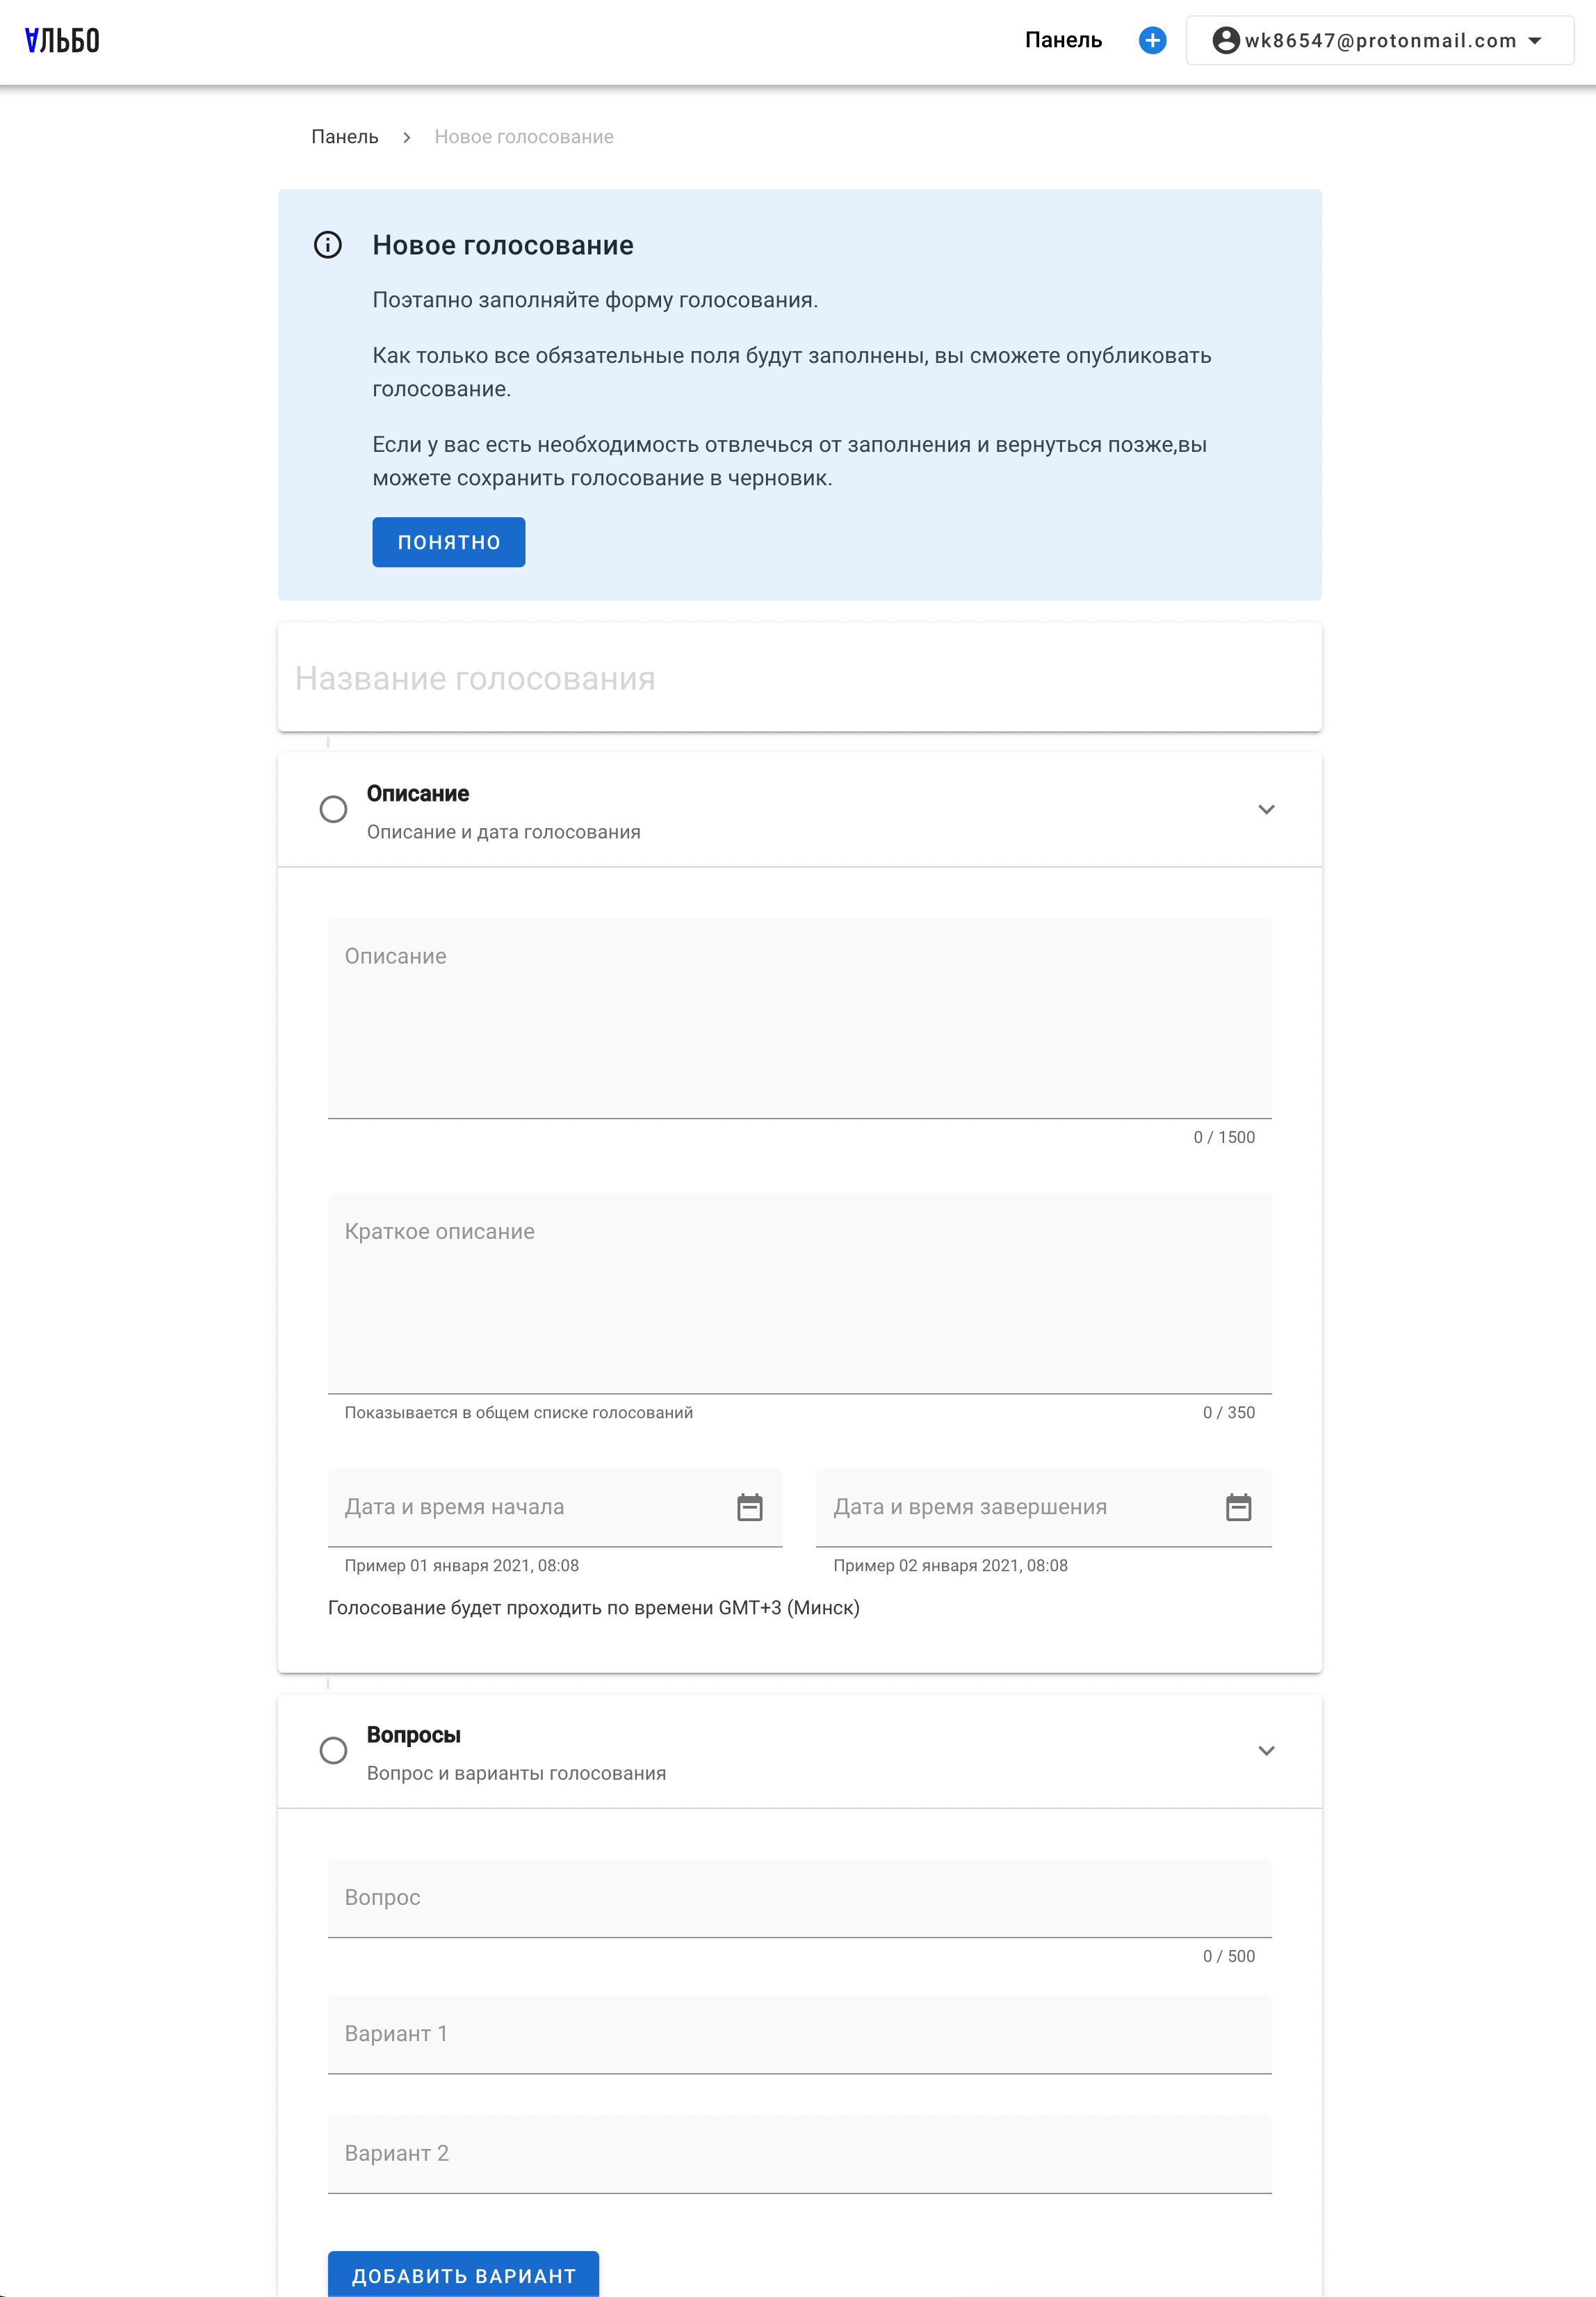 ∀ЛЬБО
Панель
wk86547@protonmail.com
Панель > Новое голосование
Новое голосование
Поэтапно заполняйте форму голосования.
Как только все обязательные поля будут заполнены, вы сможете опубликовать
голосование.
Если у вас есть необходимость отвлечься от заполнения и вернуться позже,вы
можете сохранить голосование в черновик.
ПОНЯТНО
Название голосования
Описание
Описание и дата голосования
Описание
0 / 1500
Краткое описание
Показывается в общем списке голосований 0 / 350
Дата и время начала Дата и время завершения
Пример 01 января 2021, 08:08 Пример 02 января 2021, 08:08
Голосование будет проходить по времени GMT+3 (Минск)
Вопросы
Вопрос и варианты голосования
Вопрос
0 / 500
Вариант 1
Вариант 2
ДОБАВИТЬ ВАРИАНТ